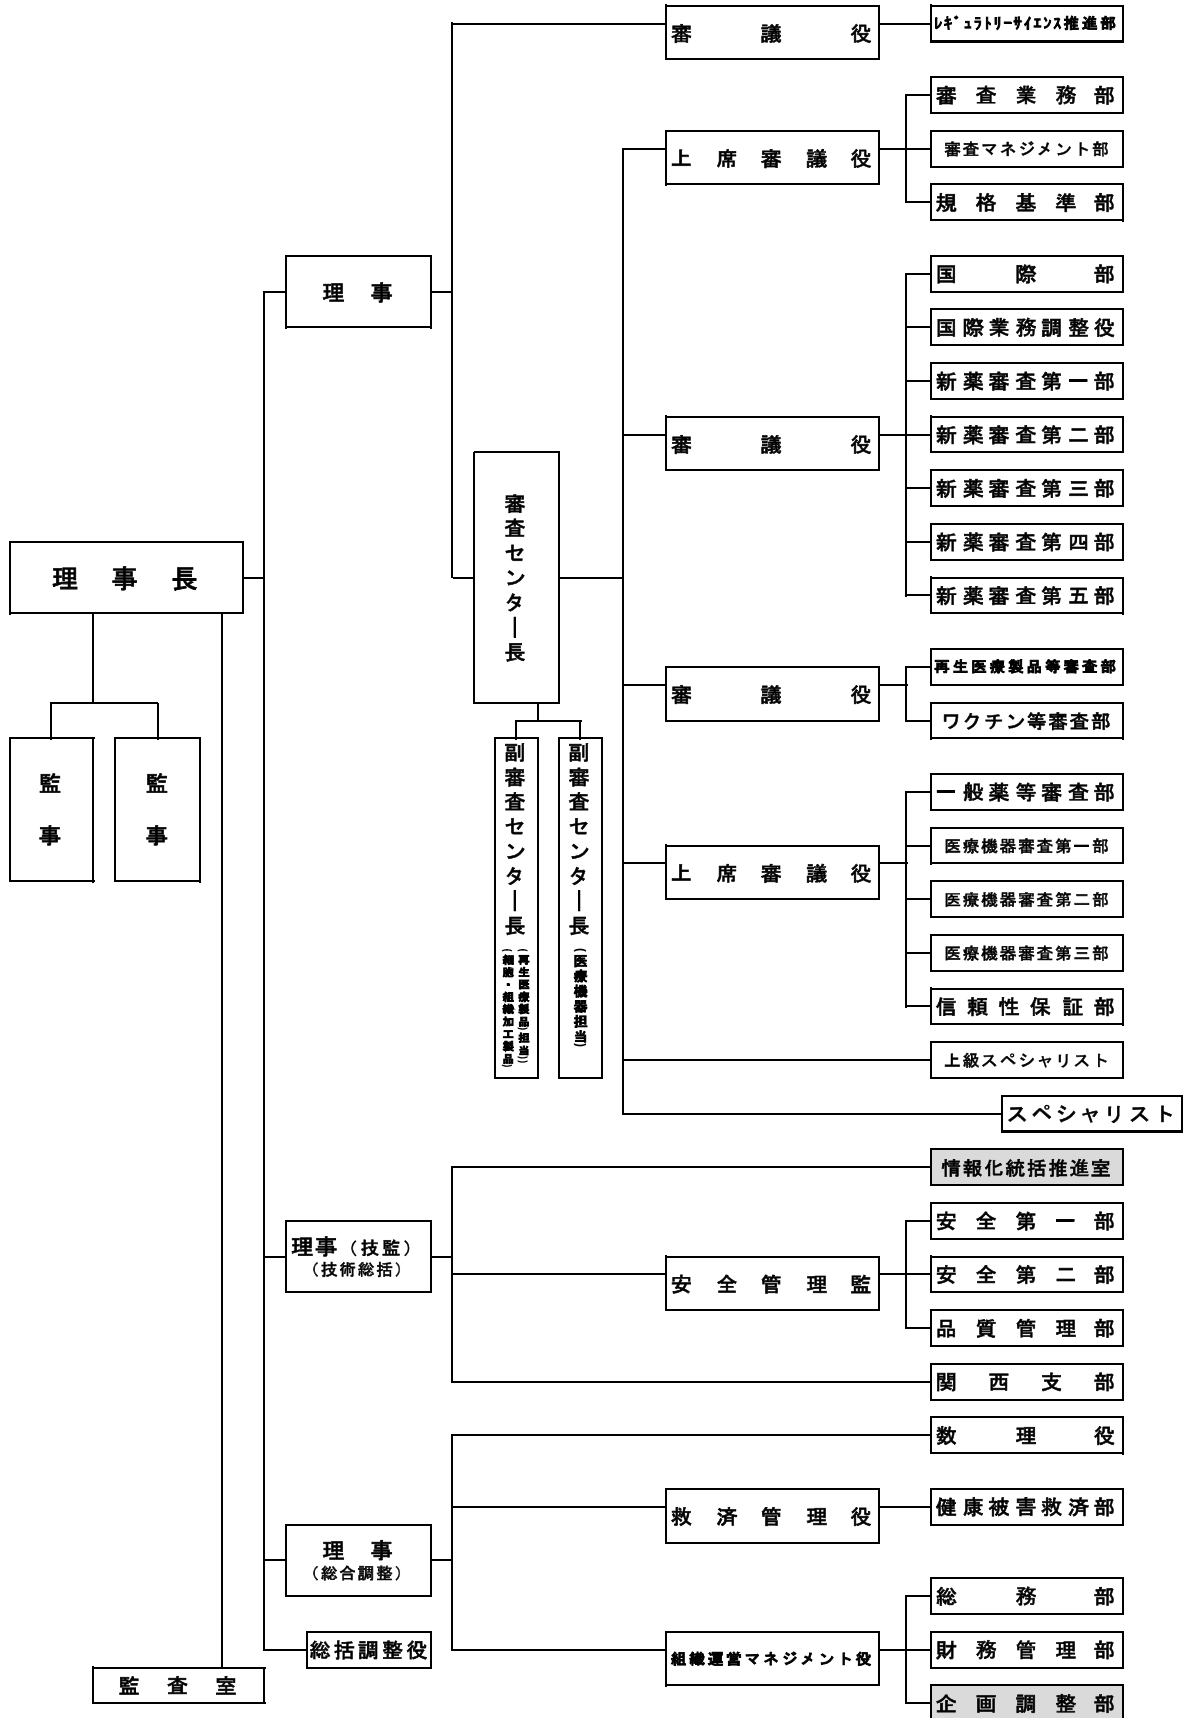 審議役
ﾚｷﾞｭﾗﾄﾘｰｻｲｴﾝｽ推進部
審査業務部
上席審議役
審査マネジメント部
規格基準部
理事
国際部
国際業務調整役
新薬審査第一部
審議役
新薬審査第二部
新薬審査第三部
新薬審査第四部
新薬審査第五部
審査センター長
理事長
再生医療製品等審査部
審議役
ワクチン等審査部
監事
監事
副審査センター長
(再生医療製品(担当))
(細胞・組織加工製品)
副審査センター長
(医療機器担当)
一般薬等審査部
医療機器審査第一部
上席審議役
医療機器審査第二部
医療機器審査第三部
信頼性保証部
上級スペシャリスト
スペシャリスト
情報化統括推進室
理事(技監)
(技術総括)
安全第一部
安全管理監
安全第二部
品質管理部
関西支部
数理役
救済管理役
健康被害救済部
理事
(総合調整)
総務部
総括調整役
組織運営マネジメント役
財務管理部
監査室
企画調整部